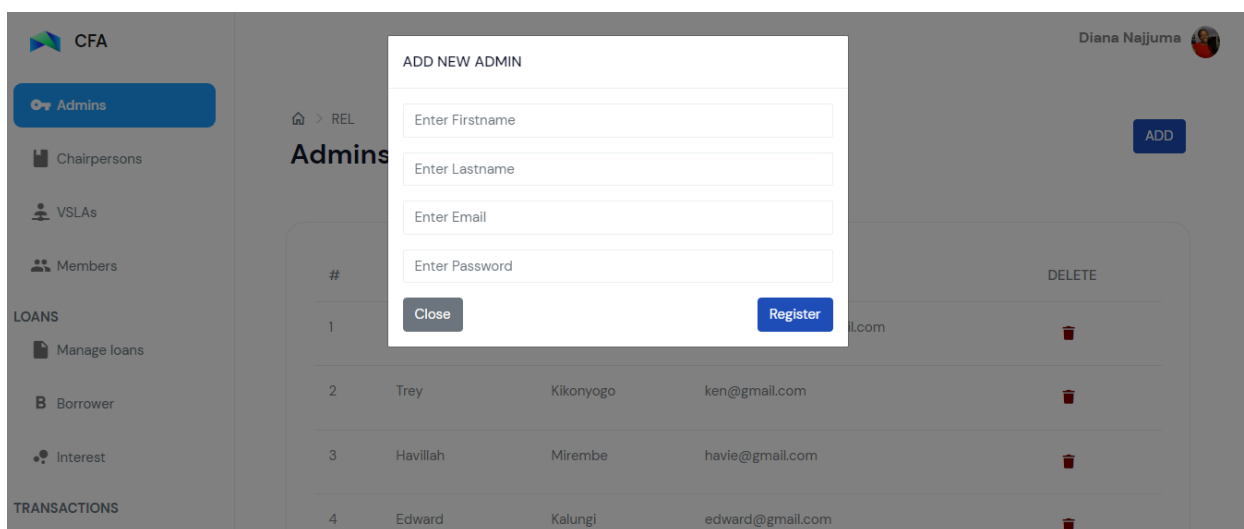 CFA
Diana Najjuma
Admins
Chairpersons
VSLAs
Members
LOANS
Manage loans
Borrower
Interest
TRANSACTIONS
REL
Admins
ADD
ADD NEW ADMIN
Enter Firstname
Enter Lastname
Enter Email
Enter Password
Close Register
# DELETE
1 il.com
2 Trey Kikonyogo ken@gmail.com
3 Havillah Mirembe havie@gmail.com
4 Edward Kalungi edward@gmail.com